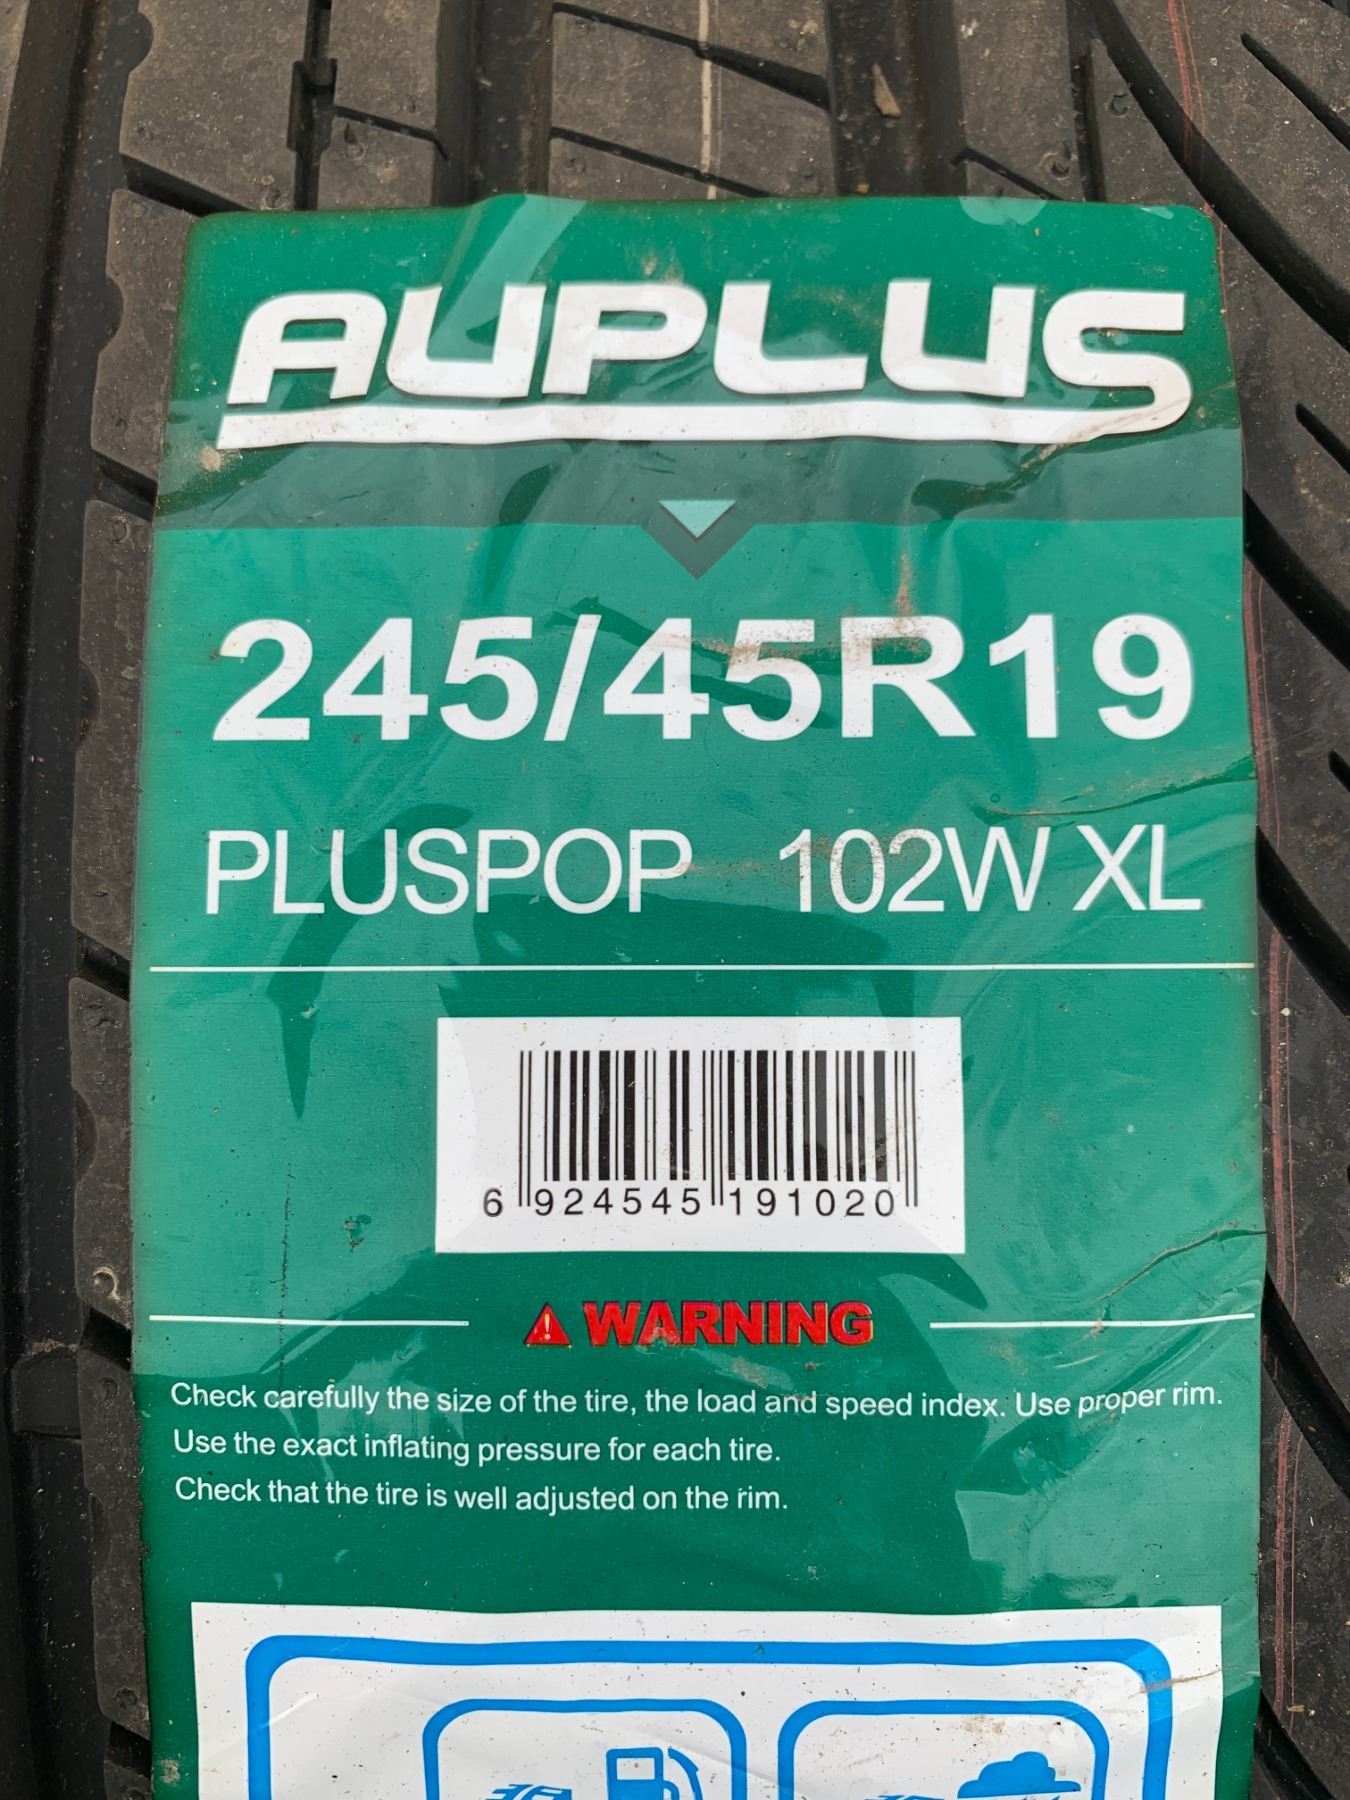 AUPLUS
245/45R19
PLUSPOP 102W XL
6 924545 191020
WARNING
Check carefully the size of the tire, the load and speed index. Use proper rim.
Use the exact inflating pressure for each tire.
Check that the tire is well adjusted on the rim.